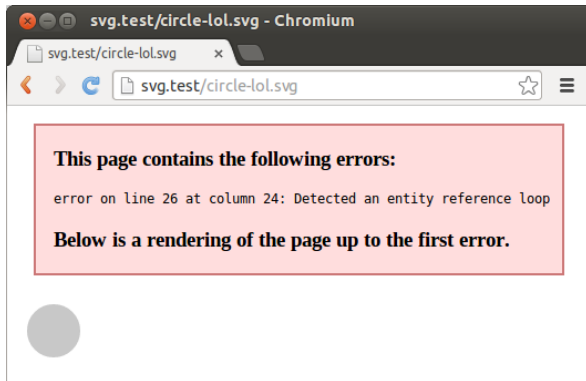 svg.test/circle-lol.svg - Chromium
svg.test/circle-lol.svg
svg.test/circle-lol.svg
This page contains the following errors:
error on line 26 at column 24: Detected an entity reference loop
Below is a rendering of the page up to the first error.